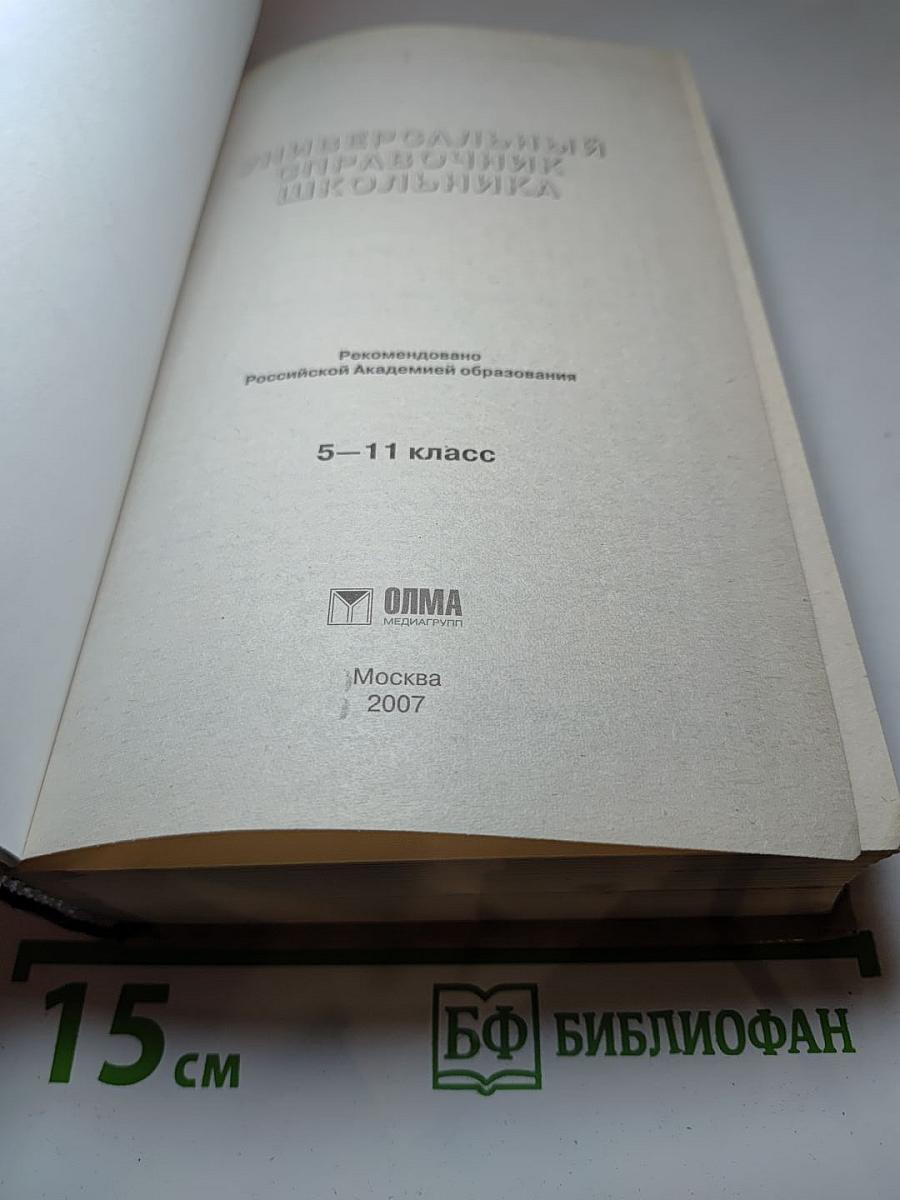 УНИВЕРСАЛЬНЫЙ
СПРАВОЧНИК
ШКОЛЬНИКА
Рекомендовано
Российской Академией образования
5—11 класс
ОЛМА
МЕДИАГРУПП
Москва
2007
15 см
БФ БИБЛИОФАН